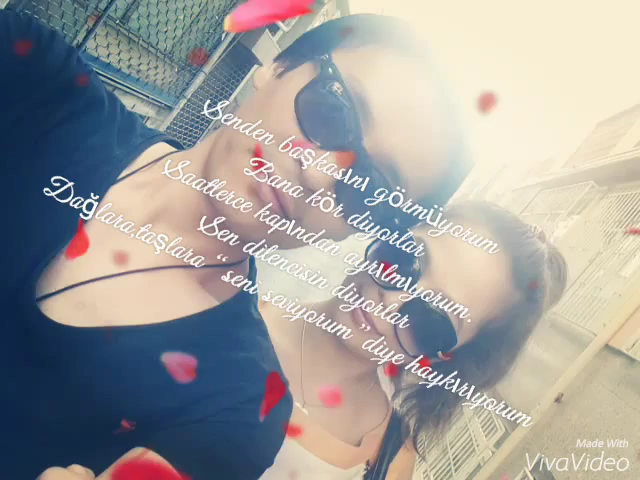 Senden başkasını görmüyorum
Bana kör diyorlar
Saatlerce kapından ayrılmıyorum.
Sen dilencisin diyorlar
Dağlara,taşlara “seni seviyorum” diye haykırıyorum
Made With
VivaVideo